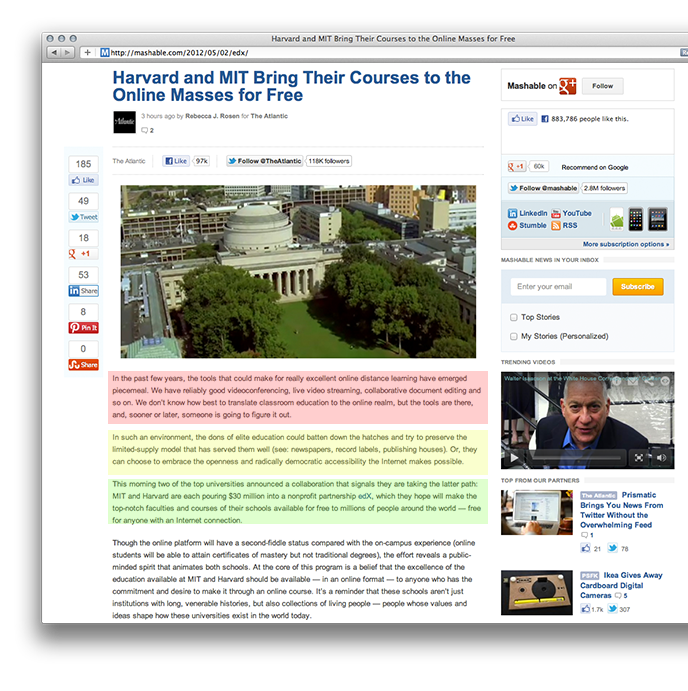 Harvard and MIT Bring Their Courses to the Online Masses for Free
http://mashable.com/2012/05/02/edx/
Harvard and MIT Bring Their Courses to the
Online Masses for Free
3 hours ago by Rebecca J. Rosen for The Atlantic
2
The Atlantic
Like
97k
Follow @TheAtlantic
118K followers
185
Like
49
Tweet
18
+1
53
Share
8
Pin It
0
Share
In the past few years, the tools that could make for really excellent online distance learning have emerged
piecemeal. We have reliably good videoconferencing, live video streaming, collaborative document editing and
so on. We don't know how best to translate classroom education to the online realm, but the tools are there,
and, sooner or later, someone is going to figure it out.
In such an environment, the dons of elite education could batten down the hatches and try to preserve the
limited-supply model that has served them well (see: newspapers, record labels, publishing houses). Or, they
can choose to embrace the openness and radically democratic accessibility the Internet makes possible.
This morning two of the top universities announced a collaboration that signals they are taking the latter path:
MIT and Harvard are each pouring $30 million into a nonprofit partnership edX, which they hope will make the
top-notch faculties and courses of their schools available for free to millions of people around the world — free
for anyone with an Internet connection.
Though the online platform will have a second-fiddle status compared with the on-campus experience (online
students will be able to attain certificates of mastery but not traditional degrees), the effort reveals a public-
minded spirit that animates both schools. At the core of this program is a belief that the excellence of the
education available at MIT and Harvard should be available — in an online format — to anyone who has the
commitment and desire to make it through an online course. It's a reminder that these schools aren't just
institutions with long, venerable histories, but also collections of living people — people whose values and
ideas shape how these universities exist in the world today.
Mashable on g+
Follow
Like
883,786 people like this.
+1
60k
Recommend on Google
Follow @mashable
2.8M followers
LinkedIn
YouTube
Stumble
RSS
More subscription options
MASHABLE NEWS IN YOUR INBOX
Enter your email
Subscribe
Top Stories
My Stories (Personalized)
TRENDING VIDEOS
Walter Isaacson at the White House
TOP FROM OUR PARTNERS
The Atlantic Prismatic
Brings You News From
Twitter Without the
Overwhelming Feed
1
21
78
PSFK Ikea Gives Away
Cardboard Digital
Cameras 5
1.7k
307